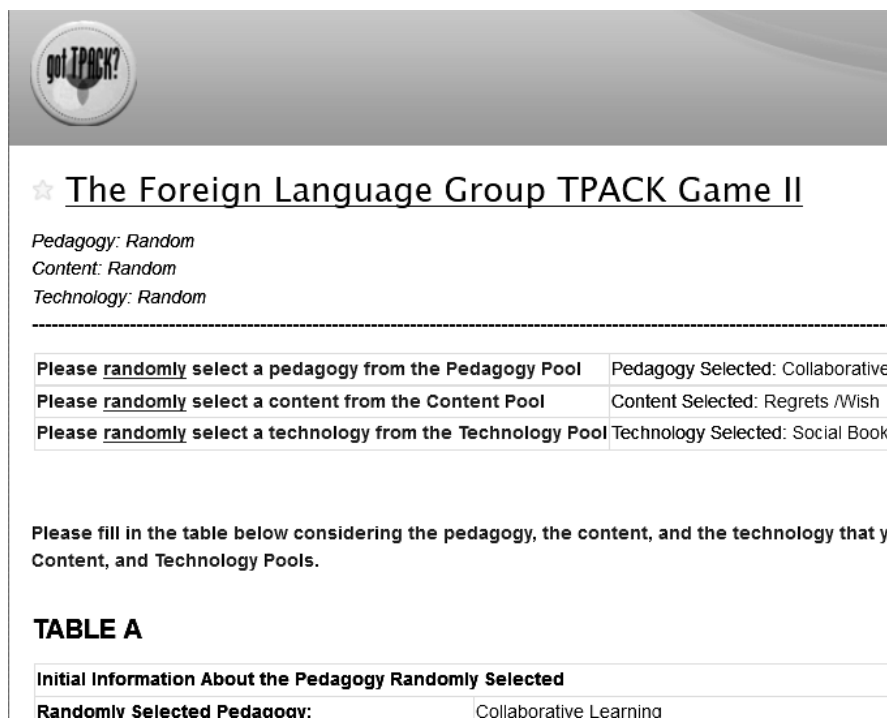 got TPACK?
The Foreign Language Group TPACK Game II
Pedagogy: Random
Content: Random
Technology: Random
Please randomly select a pedagogy from the Pedagogy Pool Pedagogy Selected: Collaborative
Please randomly select a content from the Content Pool Content Selected: Regrets /Wish
Please randomly select a technology from the Technology Pool Technology Selected: Social Book
Please fill in the table below considering the pedagogy, the content, and the technology that y
Content, and Technology Pools.
TABLE A
Initial Information About the Pedagogy Randomly Selected
Randomly Selected Pedagogy: Collaborative Learning